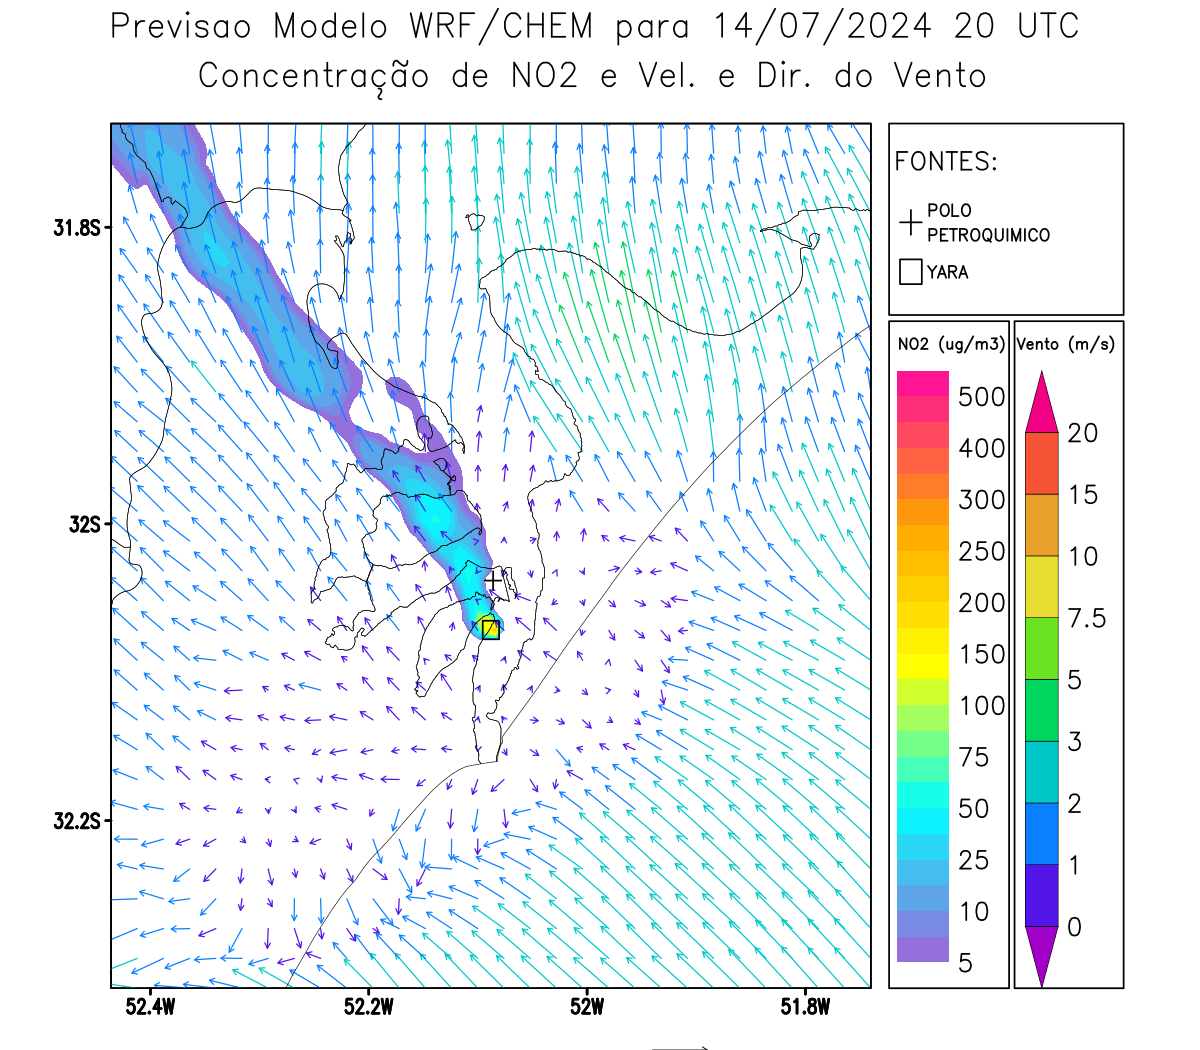 Previsao Modelo WRF/CHEM para 14/07/2024 20 UTC
Concentração de NO2 e Vel. e Dir. do Vento
FONTES:
POLO
PETROQUIMICO
YARA
NO2 (ug/m3)
500
400
300
250
200
150
100
75
50
25
10
5
Vento (m/s)
20
15
10
7.5
5
3
2
1
0
31.8S
32S
32.2S
52.4W
52.2W
52W
51.8W